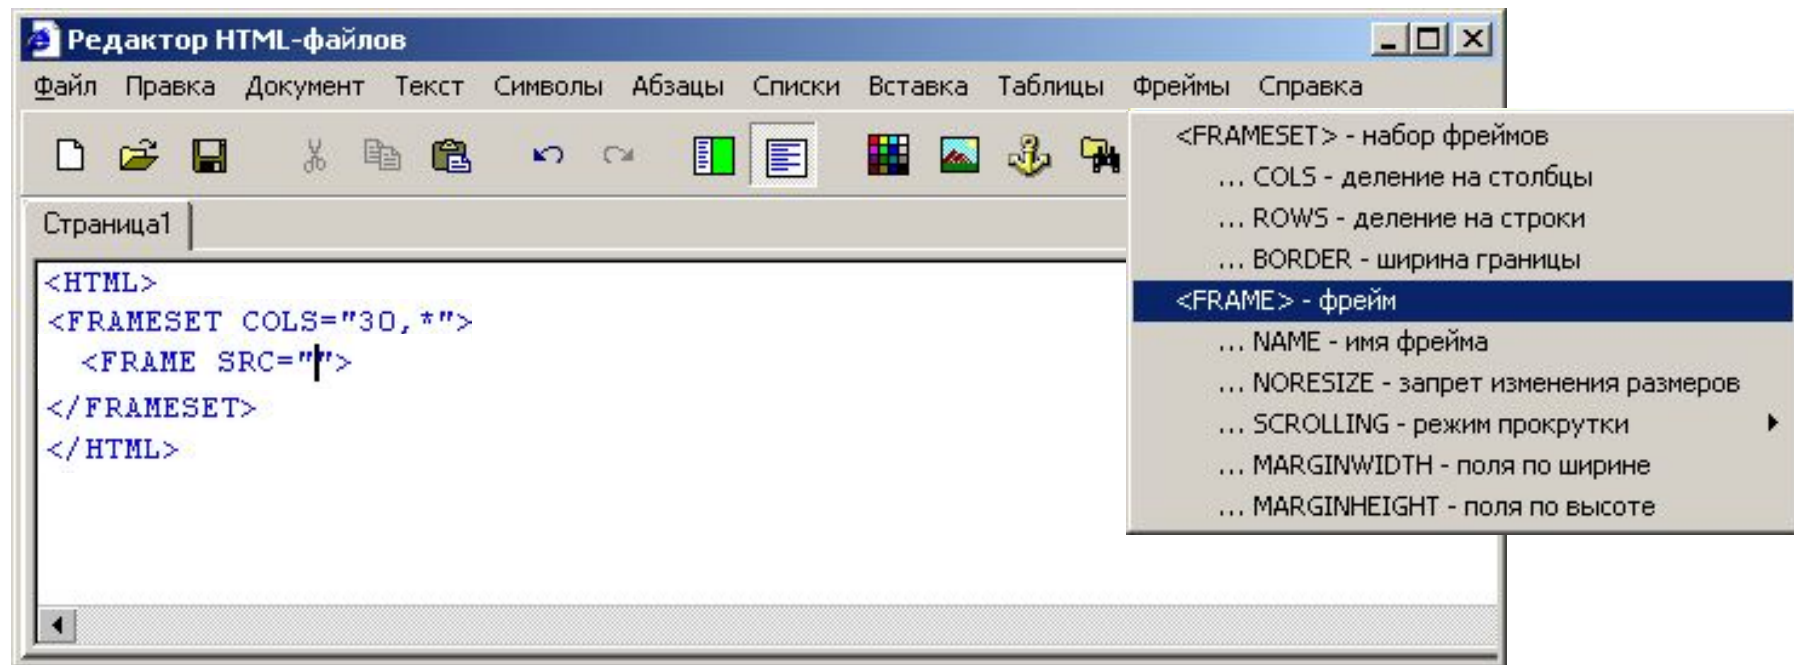 Редактор HTML-файлов
Файл Правка Документ Текст Символы Абзацы Списки Вставка Таблицы Фреймы Справка
Страница1
<HTML>
<FRAMESET COLS="30,*">
<FRAME SRC="">
</FRAMESET>
</HTML>
<FRAMESET> - набор фреймов
... COLS - деление на столбцы
... ROWS - деление на строки
... BORDER - ширина границы
<FRAME> - фрейм
... NAME - имя фрейма
... NORESIZE - запрет изменения размеров
... SCROLLING - режим прокрутки
... MARGINWIDTH - поля по ширине
... MARGINHEIGHT - поля по высоте